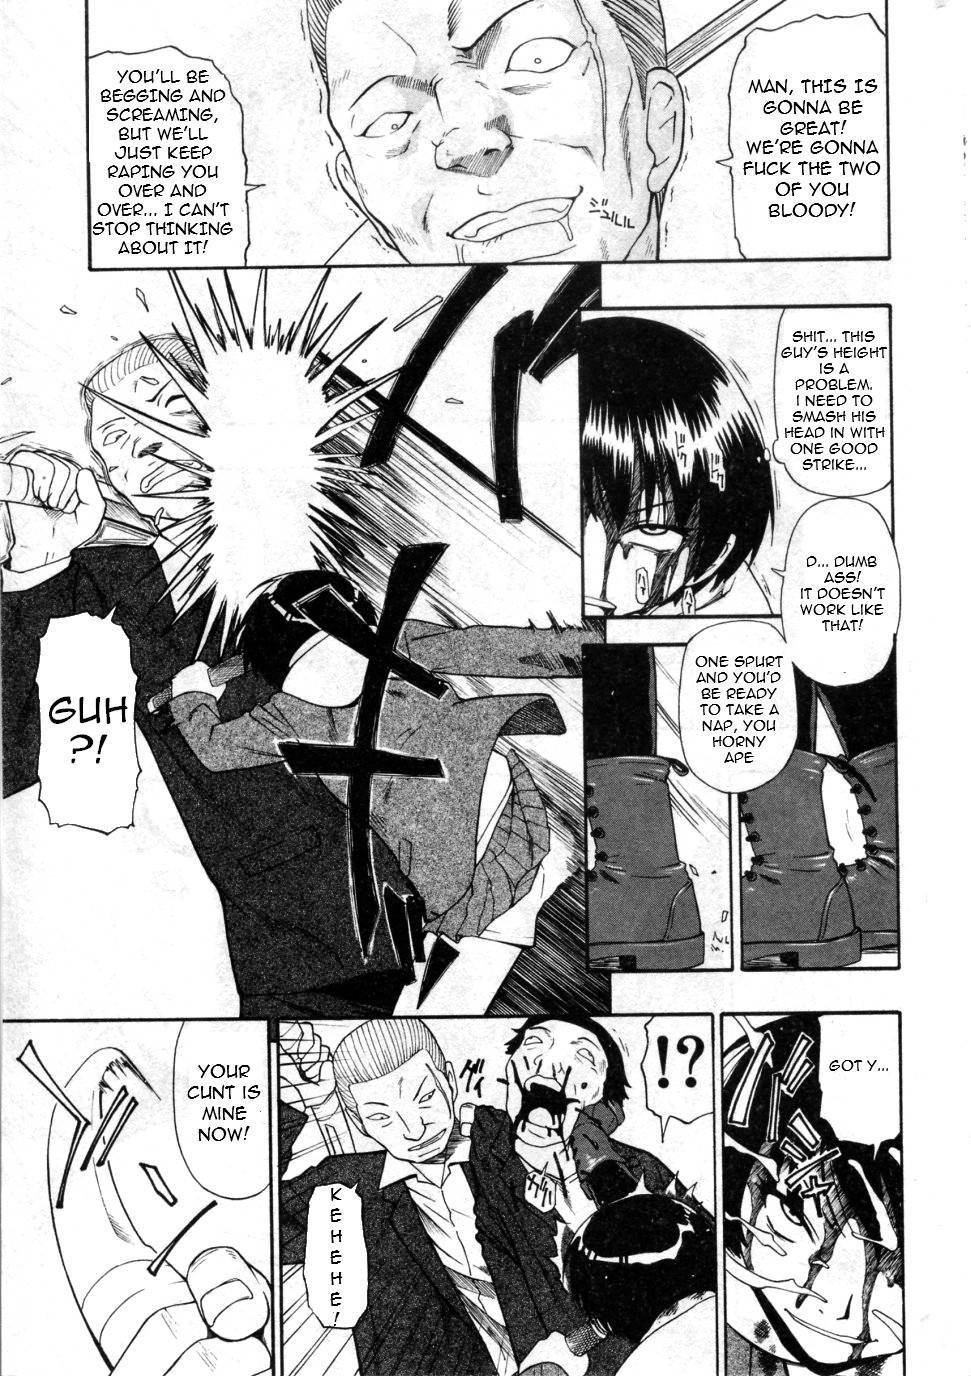 MAN, THIS IS
GONNA BE
GREAT!
WE'RE GONNA
FUCK THE TWO
OF YOU
BLOODY!
YOU'LL BE
BEGGING AND
SCREAMING,
BUT WE'LL
JUST KEEP
RAPING YOU
OVER AND
OVER... I CAN'T
STOP THINKING
ABOUT IT!
SHIT... THIS
GUY'S HEIGHT
IS A
PROBLEM.
I NEED TO
SMASH HIS
HEAD IN WITH
ONE GOOD
STRIKE...
D... DUMB
ASS!
IT DOESN'T
WORK LIKE
THAT!
ONE SPURT
AND YOU'D
BE READY
TO TAKE A
NAP, YOU
HORNY
APE
GUH
?!
GOT Y...
!?
KEHEHE!
YOUR
CUNT IS
MINE
NOW!